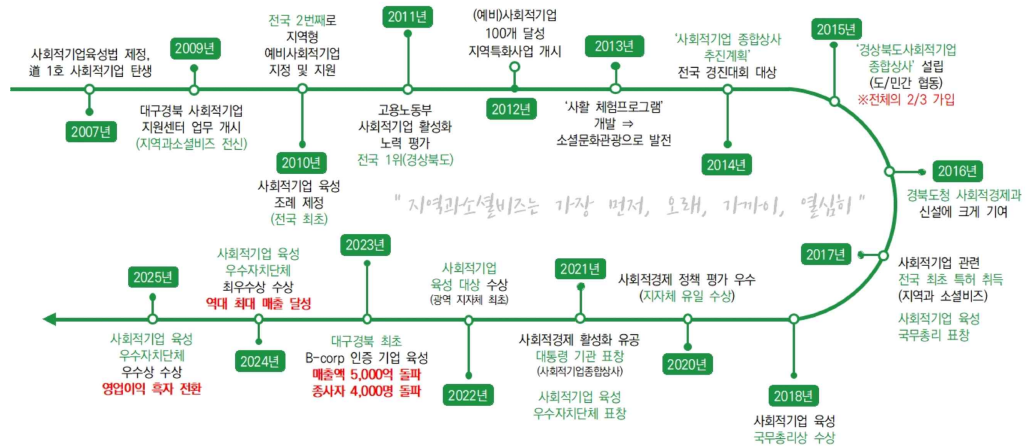 사회적기업육성법 제정,
道 1호 사회적기업 탄생
2007년
2009년
대구경북 사회적기업
지원센터 업무 개시
(지역과소셜비즈 전신)
전국 2번째로
지역형
예비사회적기업
지정 및 지원
2010년
사회적기업 육성
조례 제정
(전국 최초)
2011년
고용노동부
사회적기업 활성화
노력 평가
전국 1위(경상북도)
(예비)사회적기업
100개 달성
지역특화사업 개시
2012년
2013년
‘사활 체험프로그램’
개발 ⇒
소셜문화관광으로 발전
‘사회적기업 종합상사
추진계획’
전국 경진대회 대상
2014년
2015년
‘경상북도사회적기업
종합상사’ 설립
(도/민간 협동)
※전체의 2/3 가입
2016년
경북도청 사회적경제과
신설에 크게 기여
" 지역과소셜비즈는 가장 먼저, 오래, 가까이, 열심히 "
2017년
사회적기업 관련
전국 최초 특허 취득
(지역과 소셜비즈)
사회적기업 육성
국무총리 표창
2018년
사회적기업 육성
국무총리상 수상
사회적경제 정책 평가 우수
(지자체 유일 수상)
2020년
2021년
사회적경제 활성화 유공
대통령 기관 표창
(사회적기업종합상사)
사회적기업 육성
우수자치단체 표창
사회적기업
육성 대상 수상
(광역 지자체 최초)
2022년
2023년
대구경북 최초
B-corp 인증 기업 육성
매출액 5,000억 돌파
종사자 4,000명 돌파
사회적기업 육성
우수자치단체
최우수상 수상
역대 최대 매출 달성
2024년
2025년
사회적기업 육성
우수자치단체
우수상 수상
영업이익 흑자 전환